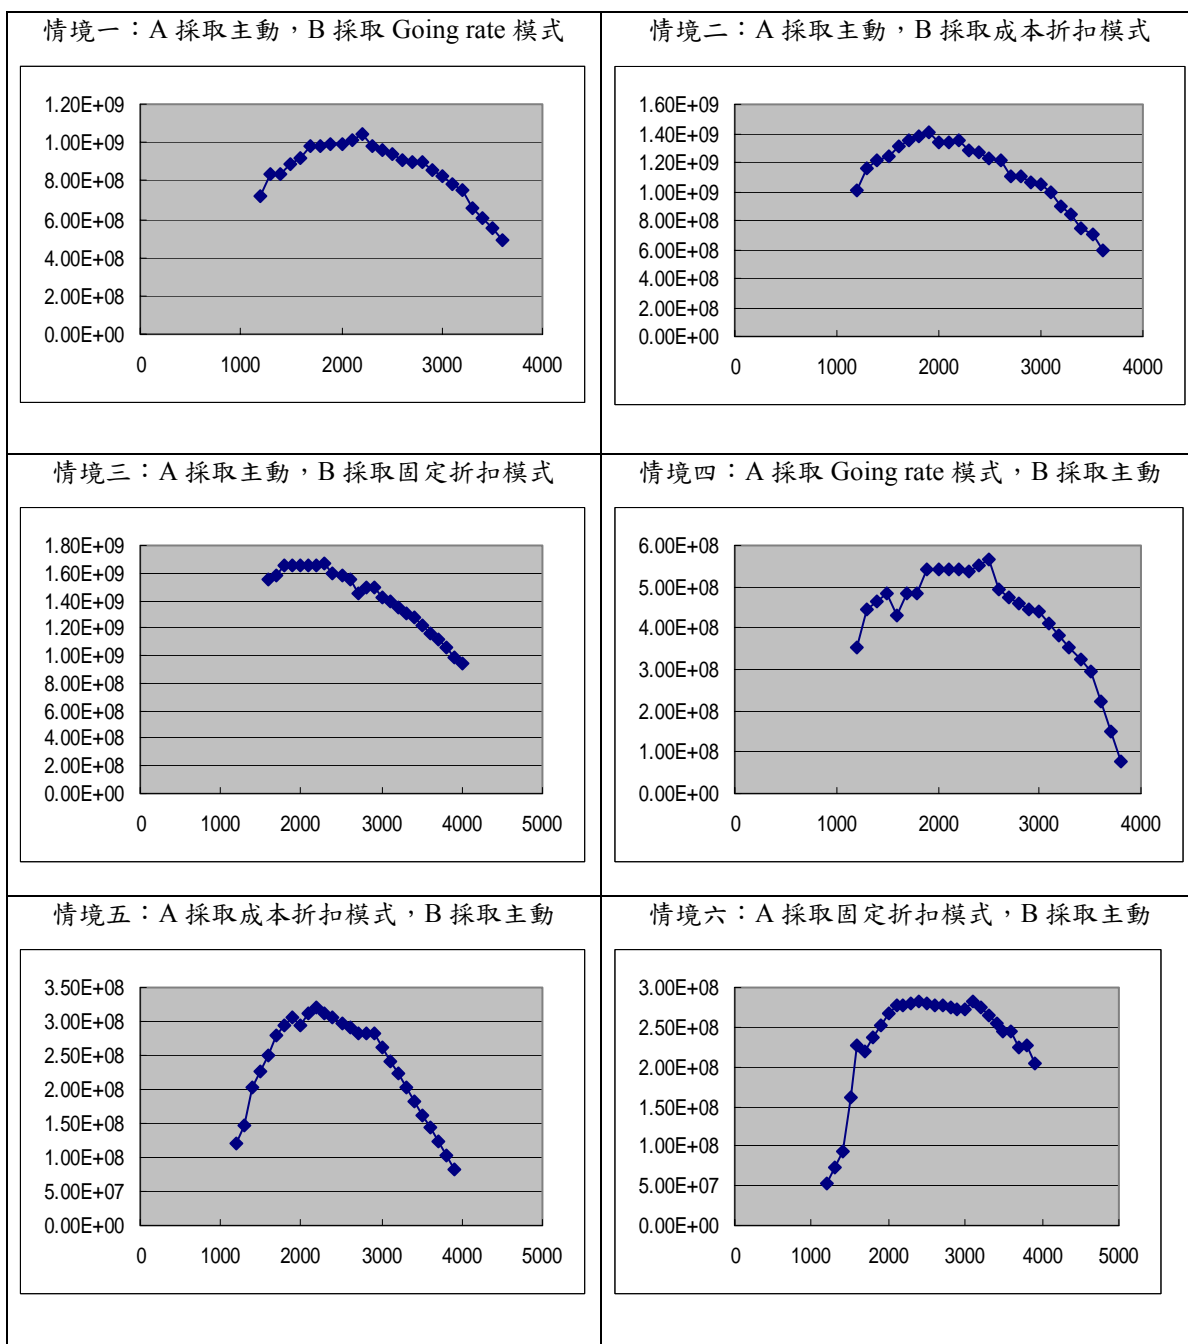 情境一：A 採取主動，B 採取 Going rate 模式
1.20E+09
1.00E+09
8.00E+08
6.00E+08
4.00E+08
2.00E+08
0.00E+00
0 1000 2000 3000 4000
情境二：A 採取主動，B 採取成本折扣模式
1.60E+09
1.40E+09
1.20E+09
1.00E+09
8.00E+08
6.00E+08
4.00E+08
2.00E+08
0.00E+00
0 1000 2000 3000 4000
情境三：A 採取主動，B 採取固定折扣模式
1.80E+09
1.60E+09
1.40E+09
1.20E+09
1.00E+09
8.00E+08
6.00E+08
4.00E+08
2.00E+08
0.00E+00
0 1000 2000 3000 4000 5000
情境四：A 採取 Going rate 模式，B 採取主動
6.00E+08
5.00E+08
4.00E+08
3.00E+08
2.00E+08
1.00E+08
0.00E+00
0 1000 2000 3000 4000
情境五：A 採取成本折扣模式，B 採取主動
3.50E+08
3.00E+08
2.50E+08
2.00E+08
1.50E+08
1.00E+08
5.00E+07
0.00E+00
0 1000 2000 3000 4000 5000
情境六：A 採取固定折扣模式，B 採取主動
3.00E+08
2.50E+08
2.00E+08
1.50E+08
1.00E+08
5.00E+07
0.00E+00
0 1000 2000 3000 4000 5000